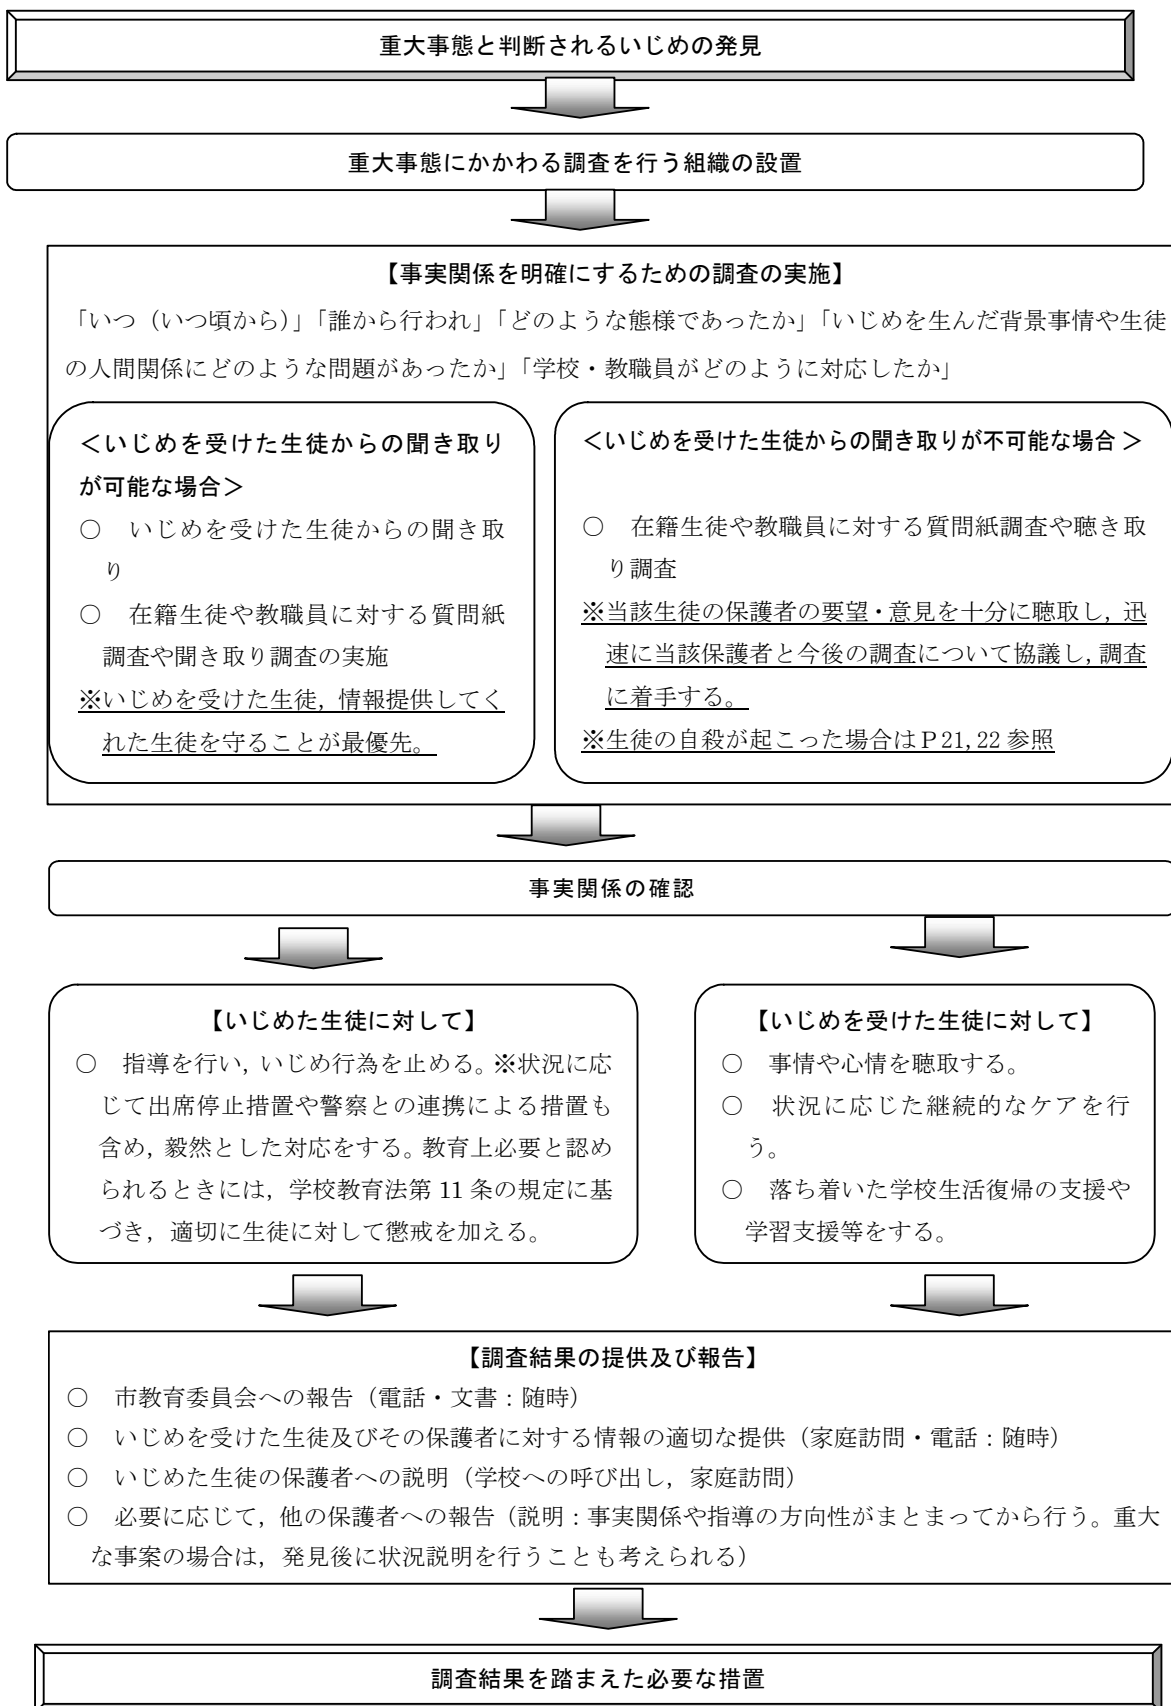 重大事態と判断されるいじめの発見
重大事態にかかわる調査を行う組織の設置
【事実関係を明確にするための調査の実施】
「いつ（いつ頃から）」「誰から行われ」「どのような態様であったか」「いじめを生んだ背景事情や生徒
の人間関係にどのような問題があったか」「学校・教職員がどのように対応したか」
＜いじめを受けた生徒からの聞き取り
が可能な場合＞
○　いじめを受けた生徒からの聞き取
り
○　在籍生徒や教職員に対する質問紙
調査や聞き取り調査の実施
※いじめを受けた生徒，情報提供してく
れた生徒を守ることが最優先。
＜いじめを受けた生徒からの聞き取りが不可能な場合＞
○　在籍生徒や教職員に対する質問紙調査や聴き取
り調査
※当該生徒の保護者の要望・意見を十分に聴取し，迅
速に当該保護者と今後の調査について協議し，調査
に着手する。
※生徒の自殺が起こった場合はＰ21，22 参照
事実関係の確認
【いじめた生徒に対して】
○　指導を行い，いじめ行為を止める。※状況に応
じて出席停止措置や警察との連携による措置も
含め，毅然とした対応をする。教育上必要と認め
られるときには，学校教育法第 11 条の規定に基
づき，適切に生徒に対して懲戒を加える。
【いじめを受けた生徒に対して】
○　事情や心情を聴取する。
○　状況に応じた継続的なケアを行
う。
○　落ち着いた学校生活復帰の支援や
学習支援等をする。
【調査結果の提供及び報告】
○　市教育委員会への報告（電話・文書：随時）
○　いじめを受けた生徒及びその保護者に対する情報の適切な提供（家庭訪問・電話：随時）
○　いじめた生徒の保護者への説明（学校への呼び出し，家庭訪問）
○　必要に応じて，他の保護者への報告（説明：事実関係や指導の方向性がまとまってから行う。重大
な事案の場合は，発見後に状況説明を行うことも考えられる）
調査結果を踏まえた必要な措置